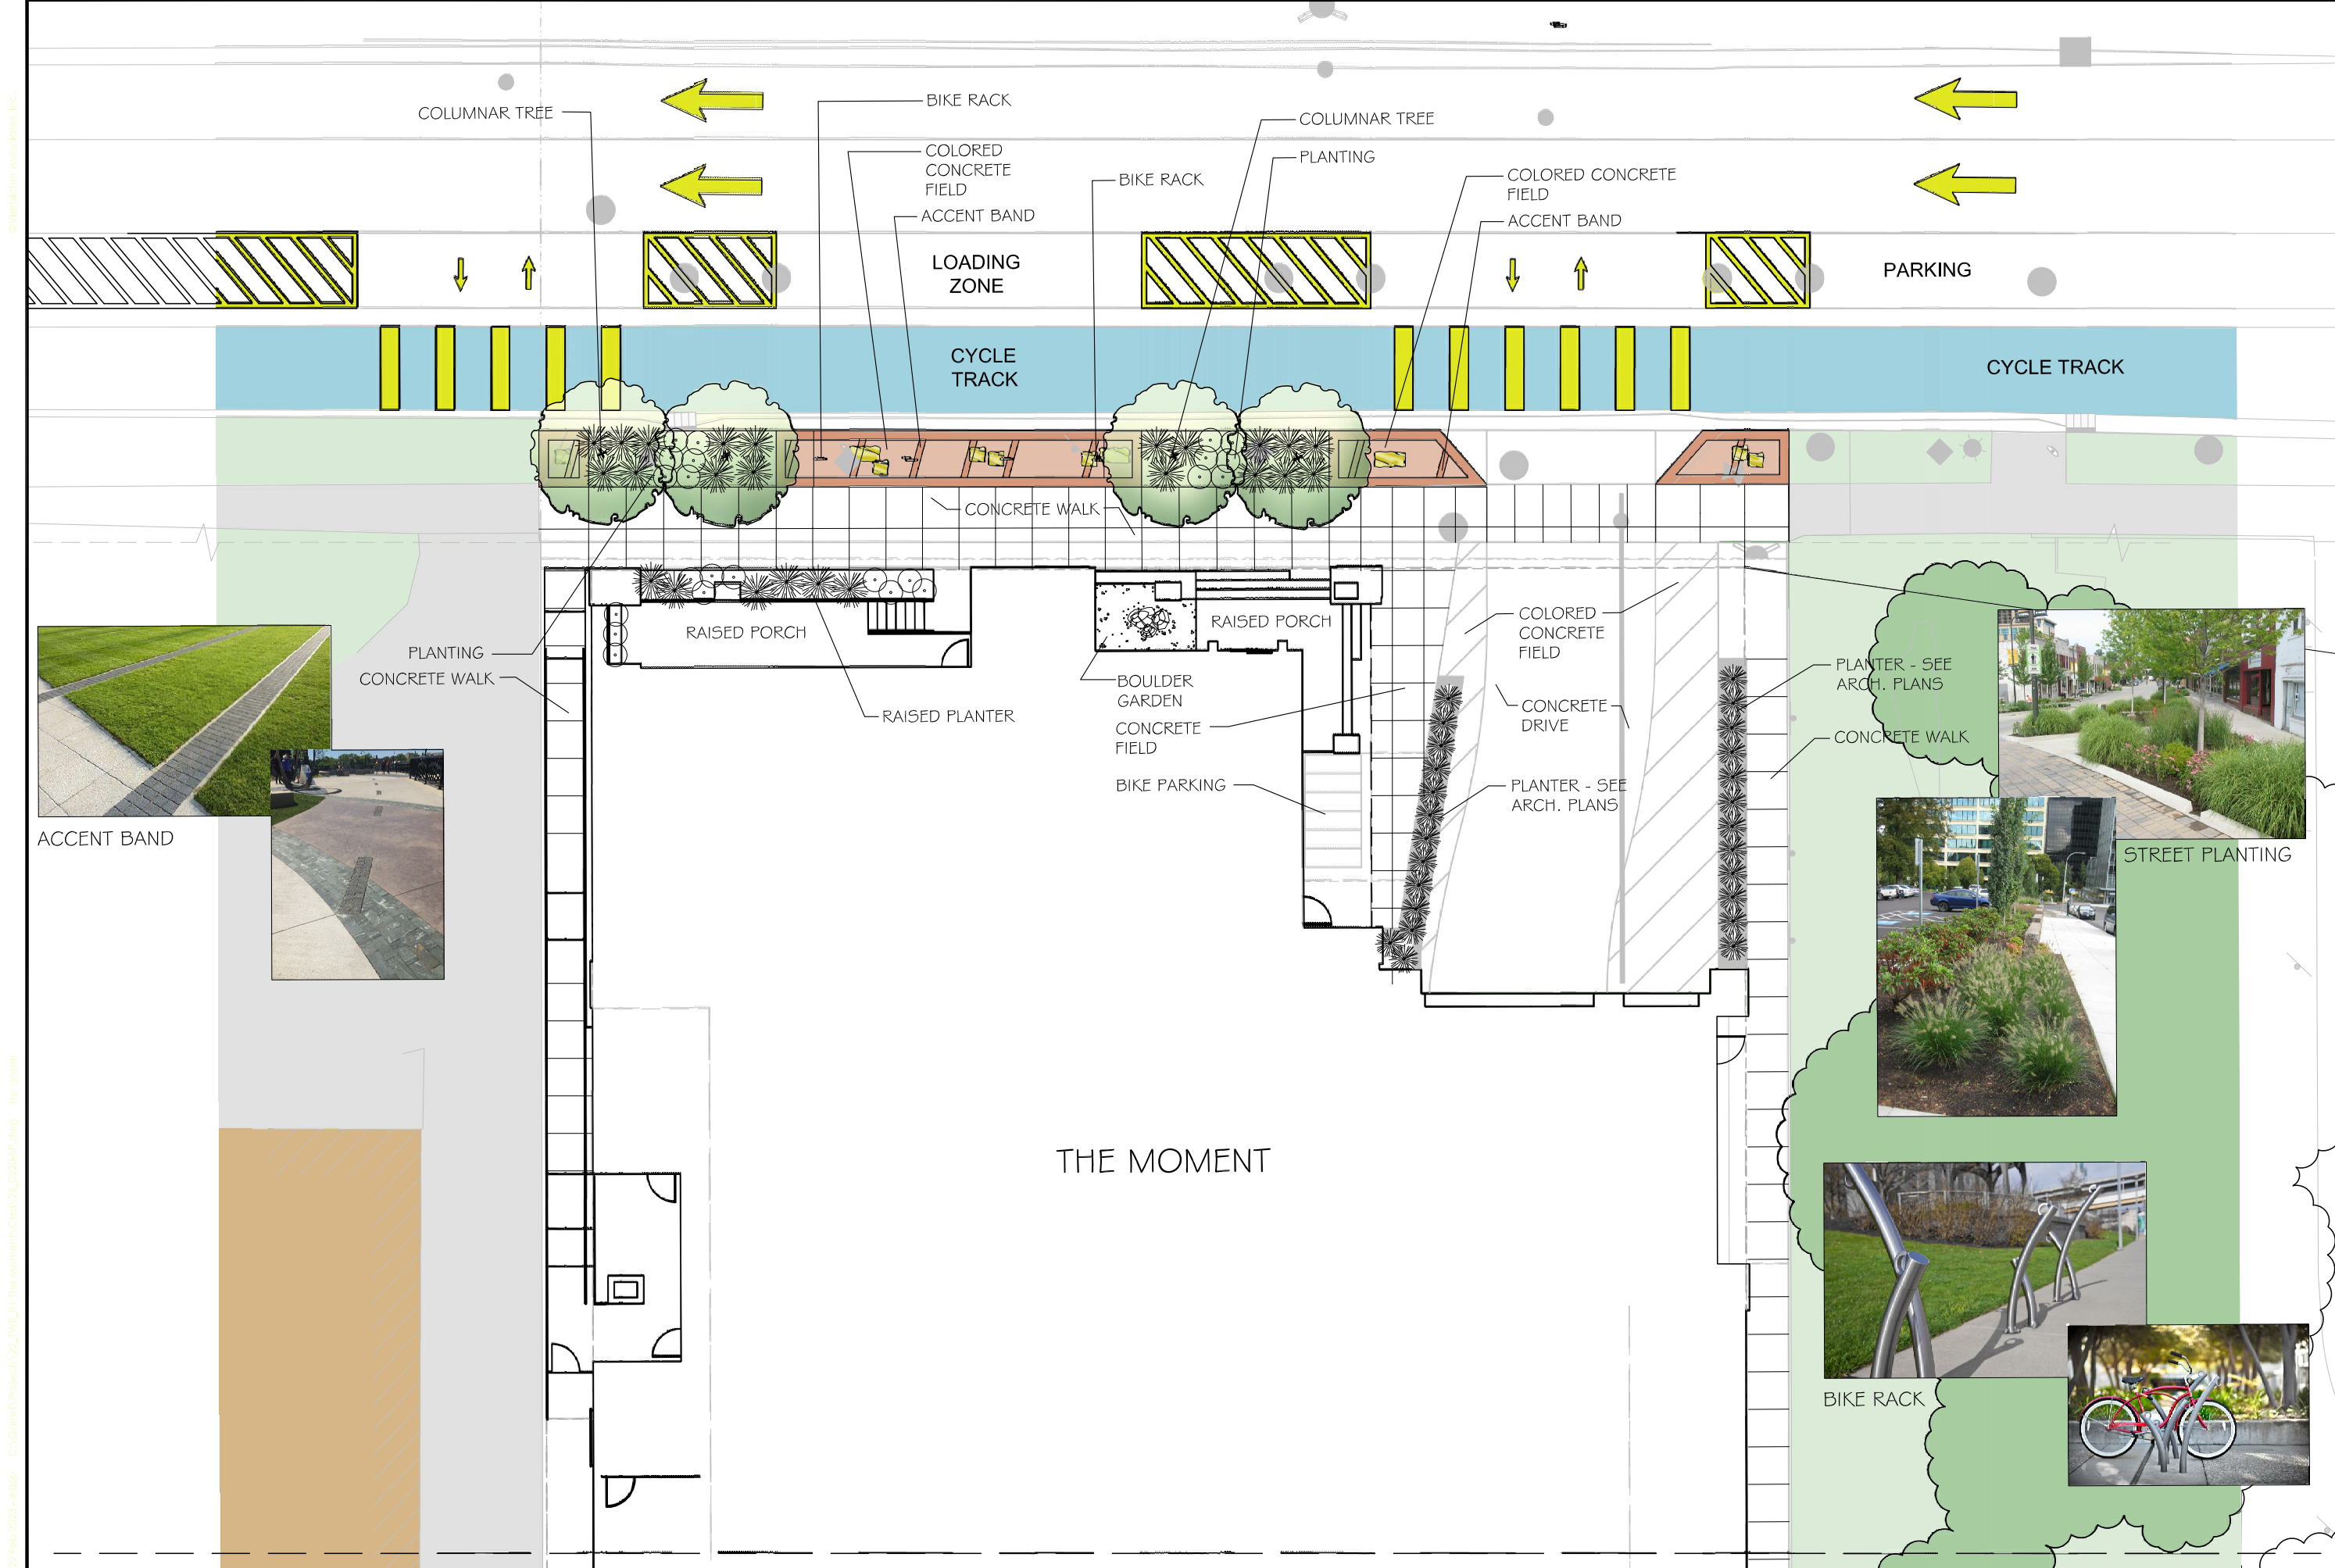 COLUMNAR TREE
BIKE RACK
COLORED
CONCRETE
FIELD
ACCENT BAND
BIKE RACK
COLUMNAR TREE
PLANTING
COLORED CONCRETE
FIELD
ACCENT BAND
LOADING
ZONE
PARKING
CYCLE
TRACK
CYCLE TRACK
CONCRETE WALK
RAISED PORCH
RAISED PORCH
PLANTING
CONCRETE WALK
RAISED PLANTER
BOULDER
GARDEN
CONCRETE
FIELD
BIKE PARKING
COLORED
CONCRETE
FIELD
CONCRETE
DRIVE
PLANTER - SEE
ARCH. PLANS
PLANTER - SEE
ARCH. PLANS
CONCRETE WALK
ACCENT BAND
STREET PLANTING
THE MOMENT
BIKE RACK